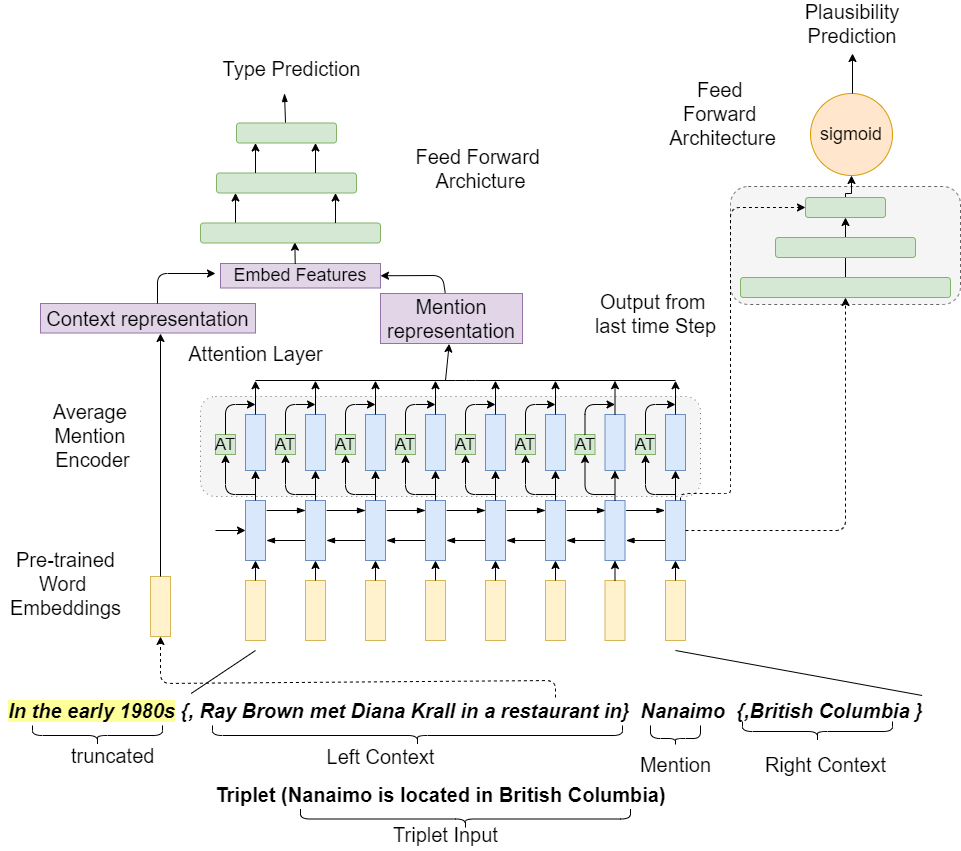 Plausibility
Prediction
Type Prediction
Feed
Forward
Architecture
sigmoid
Feed Forward
Archicture
Embed Features
Context representation
Mention
representation
Output from
last time Step
Attention Layer
Average
Mention
Encoder
AT AT AT AT AT AT AT AT
Pre-trained
Word
Embeddings
In the early 1980s {, Ray Brown met Diana Krall in a restaurant in} Nanaimo {,British Columbia }
truncated
Left Context
Mention
Right Context
Triplet (Nanaimo is located in British Columbia)
Triplet Input